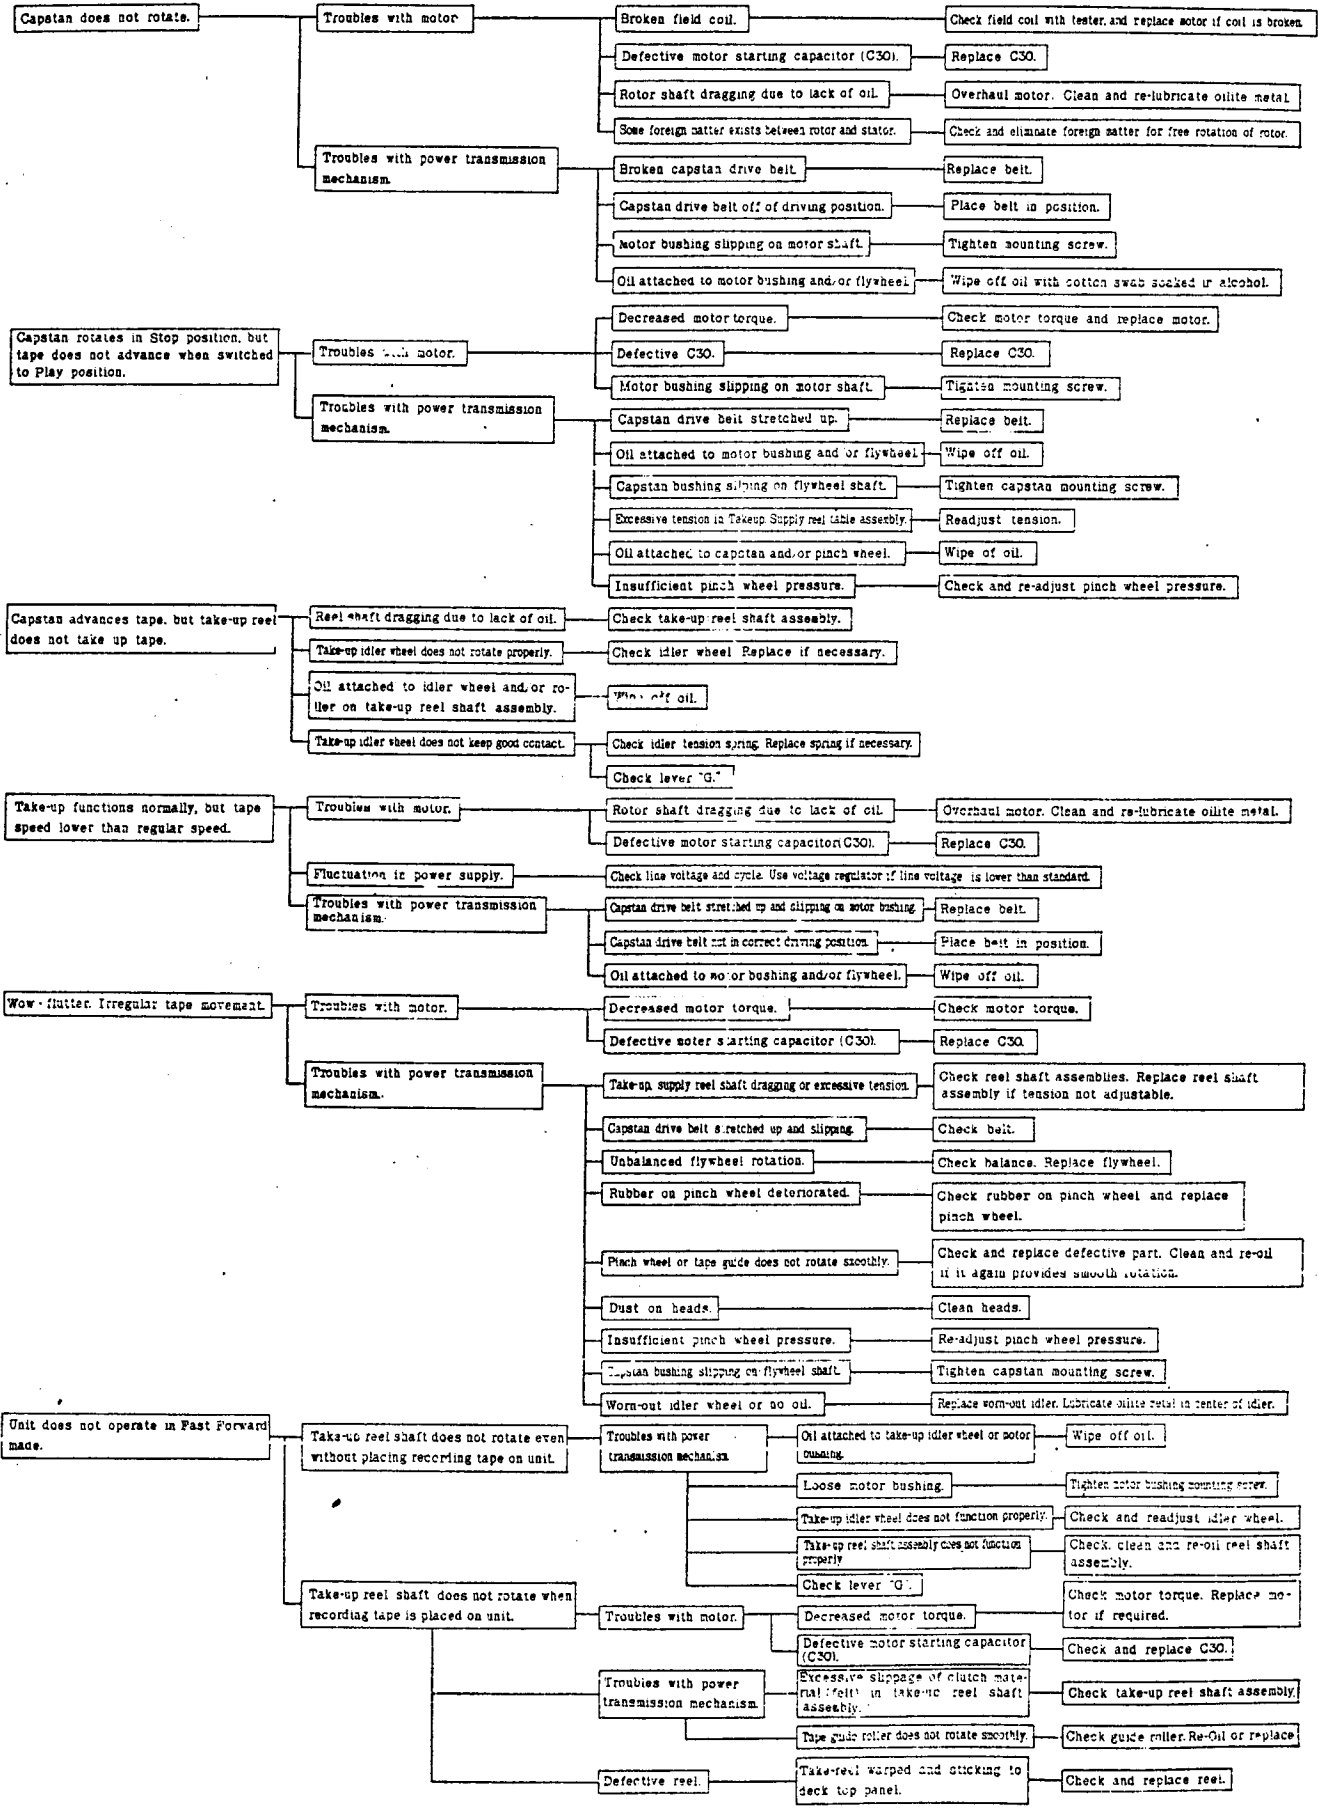 Capstan does not rotate.
Troubles with motor
Broken field coil.
Check field coil with tester, and replace motor if coil is broken.
Defective motor starting capacitor (C30).
Replace C30.
Rotor shaft dragging due to lack of oil.
Overhaul motor. Clean and re-lubricate oilite metal
Some foreign matter exists between rotor and stator.
Check and eliminate foreign matter for free rotation of rotor.
Troubles with power transmission
mechanism.
Broken capstan drive belt.
Replace belt.
Capstan drive belt off of driving position.
Place belt in position.
Motor bushing slipping on motor shaft.
Tighten mounting screw.
Oil attached to motor bushing and/or flywheel
Wipe off oil with cotton swab soaked in alcohol.
Capstan rotates in Stop position, but
tape does not advance when switched
to Play position.
Troubles with motor.
Decreased motor torque.
Check motor torque and replace motor.
Defective C30.
Replace C30.
Motor bushing slipping on motor shaft.
Tighten mounting screw.
Troubles with power transmission
mechanism.
Capstan drive belt stretched up.
Replace belt.
Oil attached to motor bushing and/or flywheel
Wipe off oil.
Capstan bushing sliping on flywheel shaft.
Tighten capstan mounting screw.
Excessive tension in Takeup. Supply reel table assembly.
Readjust tension.
Oil attached to capstan and/or pinch wheel.
Wipe of oil.
Insufficient pinch wheel pressure.
Check and re-adjust pinch wheel pressure.
Capstan advances tape, but take-up reel
does not take up tape.
Reel shaft dragging due to lack of oil.
Check take-up reel shaft assembly.
Take-up idler wheel does not rotate properly.
Check idler wheel Replace if necessary.
Oil attached to idler wheel and/or ro-
ller on take-up reel shaft assembly.
Wipe off oil.
Take-up idler wheel does not keep good contact.
Check idler tension spring. Replace spring if necessary.
Check lever "G."
Take-up functions normally, but tape
speed lower than regular speed.
Troubles with motor.
Rotor shaft dragging due to lack of oil.
Overhaul motor. Clean and re-lubricate oilite metal.
Defective motor starting capacitor(C30).
Replace C30.
Fluctuation in power supply.
Check line voltage and cycle. Use voltage regulator if line voltage is lower than standard.
Troubles with power transmission
mechanism.
Capstan drive belt stretched up and slipping on motor bushing.
Replace belt.
Capstan drive belt not in correct driving position.
Place belt in position.
Oil attached to motor bushing and/or flywheel.
Wipe off oil.
Wow - flutter. Irregular tape movement.
Troubles with motor.
Decreased motor torque.
Check motor torque.
Defective moter starting capacitor (C30).
Replace C30.
Troubles with power transmission
mechanism.
Take-up, supply reel shaft dragging or excessive tension.
Check reel shaft assemblies. Replace reel shaft
assembly if tension not adjustable.
Capstan drive belt stretched up and slipping.
Check belt.
Unbalanced flywheel rotation.
Check balance. Replace flywheel.
Rubber on pinch wheel deteriorated.
Check rubber on pinch wheel and replace
pinch wheel.
Pinch wheel or tape guide does not rotate smoothly.
Check and replace defective part. Clean and re-oil
if it again provides smooth rotation.
Dust on heads.
Clean heads.
Insufficient pinch wheel pressure.
Re-adjust pinch wheel pressure.
Capstan bushing slipping on flywheel shaft.
Tighten capstan mounting screw.
Worn-out idler wheel or no oil.
Replace worn-out idler. Lubricate oilite metal in center of idler.
Unit does not operate in Fast Forward
made.
Take-up reel shaft does not rotate even
without placing recording tape on unit.
Troubles with power
transmission mechanism
Oil attached to take-up idler wheel or motor
bushing.
Wipe off oil.
Loose motor bushing.
Tighten motor bushing mounting screw.
Take-up idler wheel does not function properly.
Check and readjust idler wheel.
Take-up reel shaft assembly does not function
properly
Check, clean and re-oil reel shaft
assembly.
Check lever "G".
Take-up reel shaft does not rotate when
recording tape is placed on unit.
Troubles with motor.
Decreased motor torque.
Check motor torque. Replace mo-
tor if required.
Defective motor starting capacitor
(C30).
Check and replace C30.
Troubles with power
transmission mechanism
Excessive slippage of clutch mate-
rial (felt) in take-up reel shaft
assembly.
Check take-up reel shaft assembly.
Tape guide roller does not rotate smoothly.
Check guide roller. Re-Oil or replace
Defective reel.
Take-reel warped and sticking to
deck top panel.
Check and replace reel.